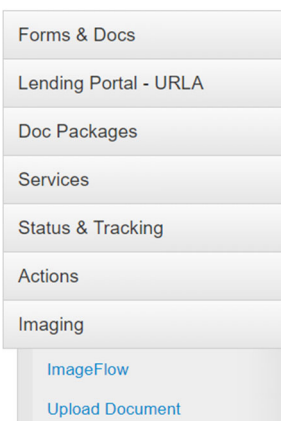 Forms & Docs
Lending Portal - URLA
Doc Packages
Services
Status & Tracking
Actions
Imaging
ImageFlow
Upload Document